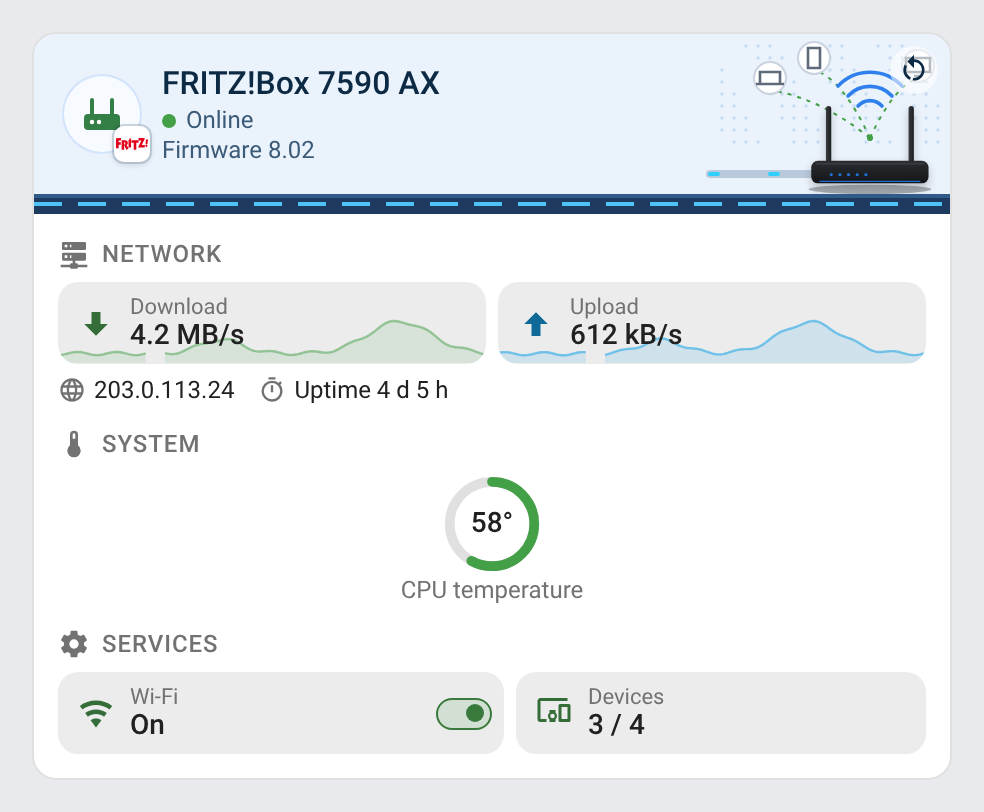 FRITZ!Box 7590 AX
Online
FRITZ!
Firmware 8.02
NETWORK
Download
4.2 MB/s
Upload
612 kB/s
203.0.113.24
Uptime 4 d 5 h
SYSTEM
58°
CPU temperature
SERVICES
Wi-Fi
On
Devices
3 / 4